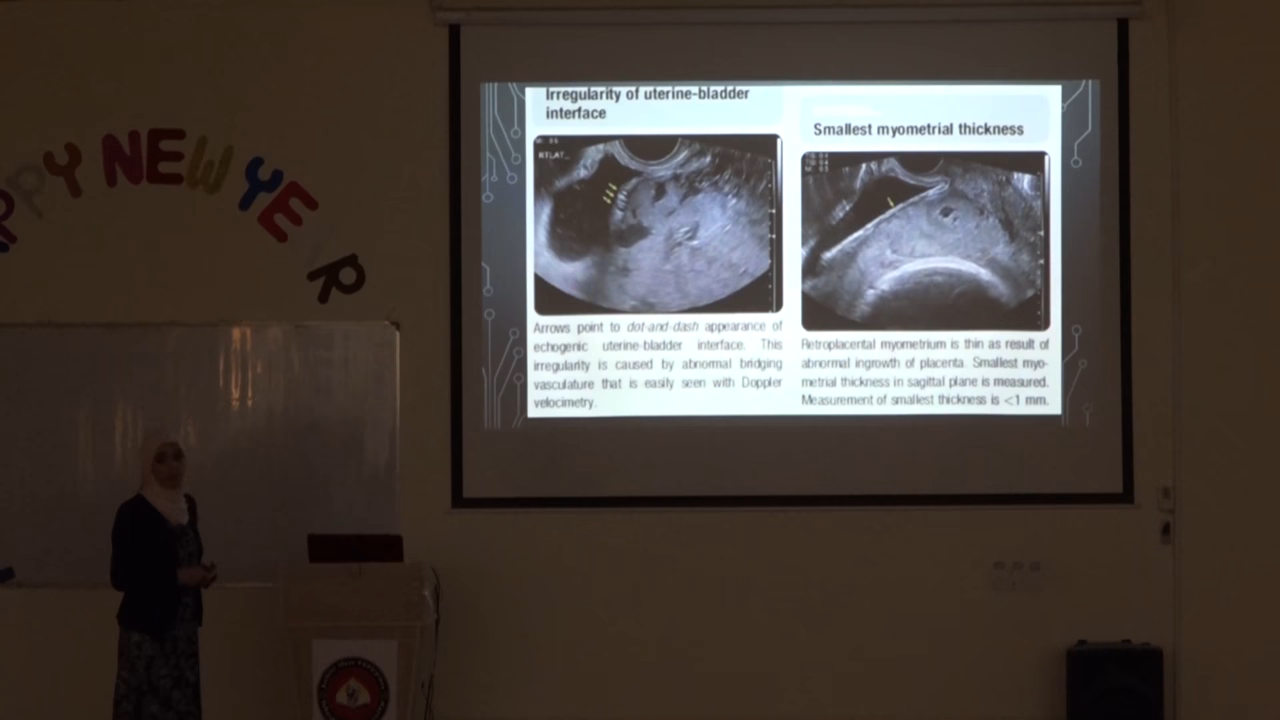 PPY NEW YE R
Irregularity of uterine-bladder
interface
RTLAT
Arrows point to dot-and-dash appearance of
echogenic uterine-bladder interface. This
irregularity is caused by abnormal bridging
vasculature that is easily seen with Doppler
velocimetry.
Smallest myometrial thickness
Retroplacental myometrium is thin as result of
abnormal ingrowth of placenta. Smallest myo-
metrial thickness in sagittal plane is measured.
Measurement of smallest thickness is <1 mm.